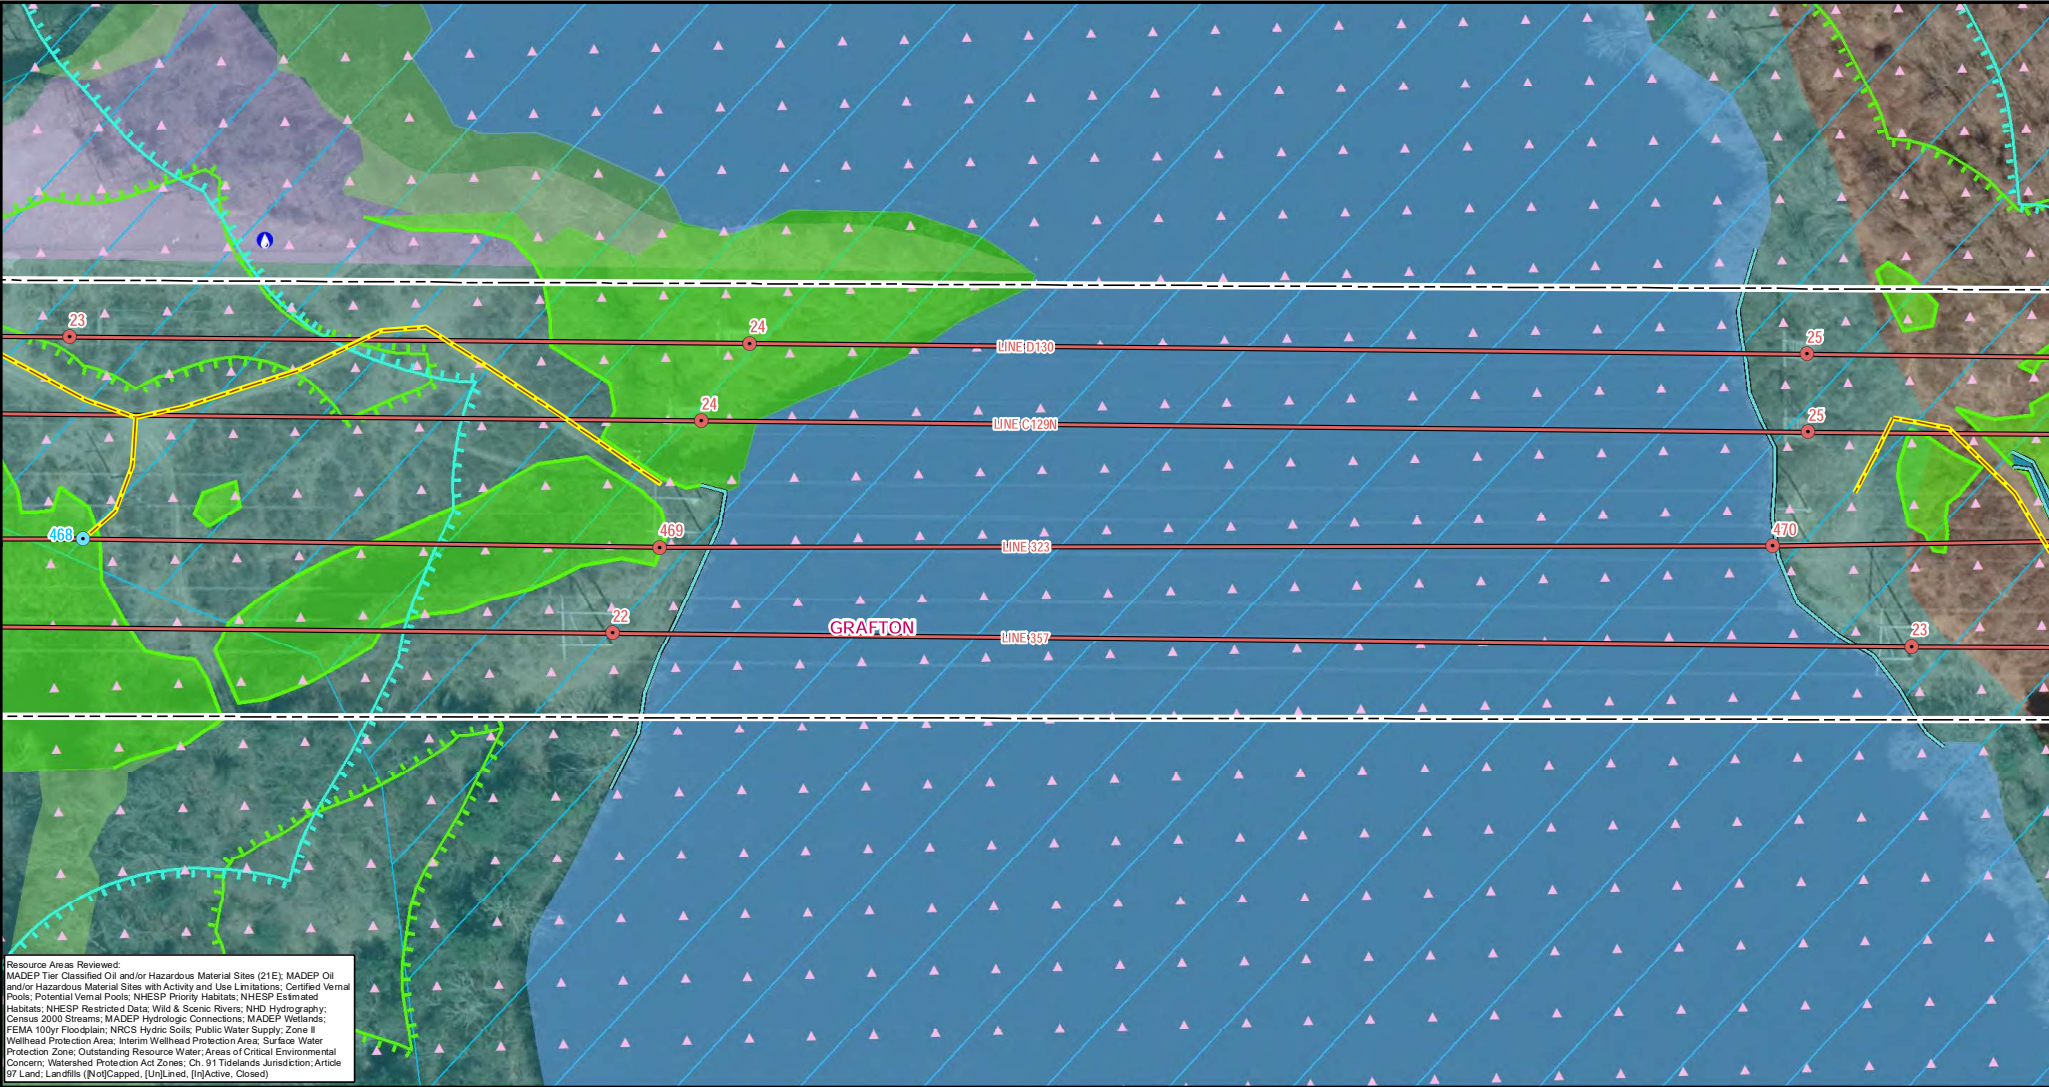 23
24
LINE D130
25
24
LINE C129N
25
468
469
LINE 323
470
22
GRAFTON
LINE 357
23
Resource Areas Reviewed:
MADEP Tier Classified Oil and/or Hazardous Material Sites (21E); MADEP Oil
and/or Hazardous Material Sites with Activity and Use Limitations; Certified Vernal
Pools; Potential Vernal Pools; NHESP Priority Habitats; NHESP Estimated
Habitats; NHESP Restricted Data; Wild & Scenic Rivers; NHD Hydrography;
Census 2000 Streams; MADEP Hydrologic Connections; MADEP Wetlands;
FEMA 100yr Floodplain; NRCS Hydric Soils; Public Water Supply; Zone II
Wellhead Protection Area; Interim Wellhead Protection Area; Surface Water
Protection Zone; Outstanding Resource Water; Areas of Critical Environmental
Concern; Watershed Protection Act Zones; Ch. 91 Tidelands Jurisdiction; Article
97 Land; Landfills ([Not]Capped, [Un]Lined, [In]Active, Closed)